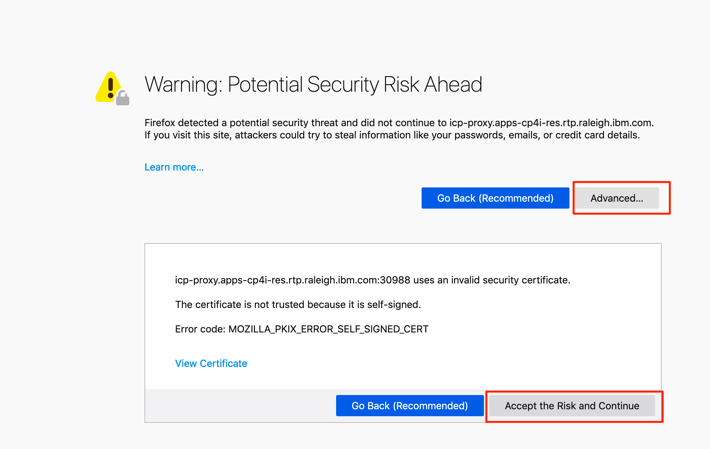 Warning: Potential Security Risk Ahead
Firefox detected a potential security threat and did not continue to icp-proxy.apps-cp4i-res.rtp.raleigh.ibm.com.
If you visit this site, attackers could try to steal information like your passwords, emails, or credit card details.
Learn more...
Go Back (Recommended)
Advanced...
icp-proxy.apps-cp4i-res.rtp.raleigh.ibm.com:30988 uses an invalid security certificate.
The certificate is not trusted because it is self-signed.
Error code: MOZILLA_PKIX_ERROR_SELF_SIGNED_CERT
View Certificate
Go Back (Recommended)
Accept the Risk and Continue